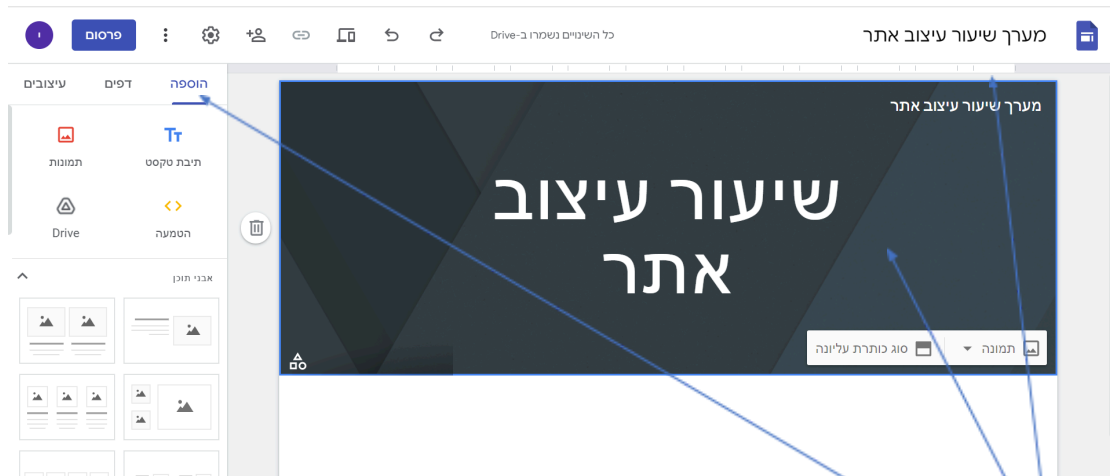 מערך שיעור עיצוב אתר
כל השינויים נשמרו ב-Drive
פרסום
י
הוספה
דפים
עיצובים
תיבת טקסט
תמונות
הטמעה
Drive
אבני תוכן
מערך שיעור עיצוב אתר
שיעור עיצוב
אתר
תמונה
סוג כותרת עליונה